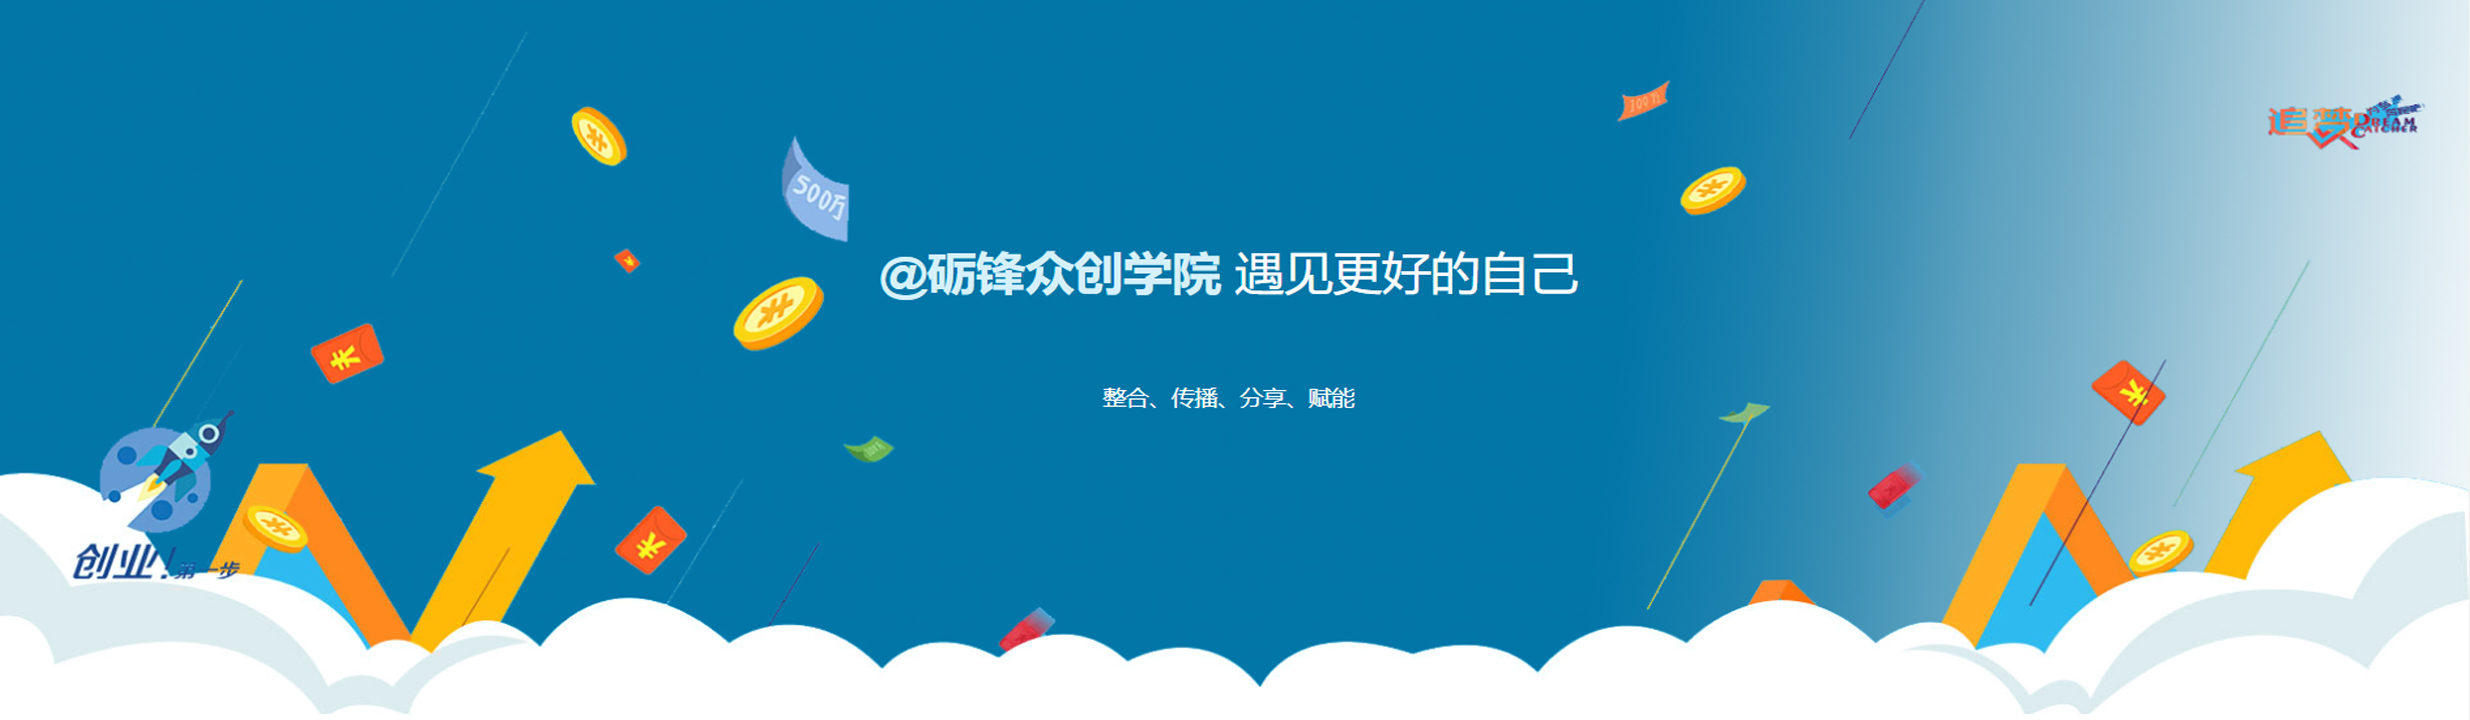 追梦 DREAM CATCHER
100万
500万
@砺锋众创学院 遇见更好的自己
整合、传播、分享、赋能
创业！第一步